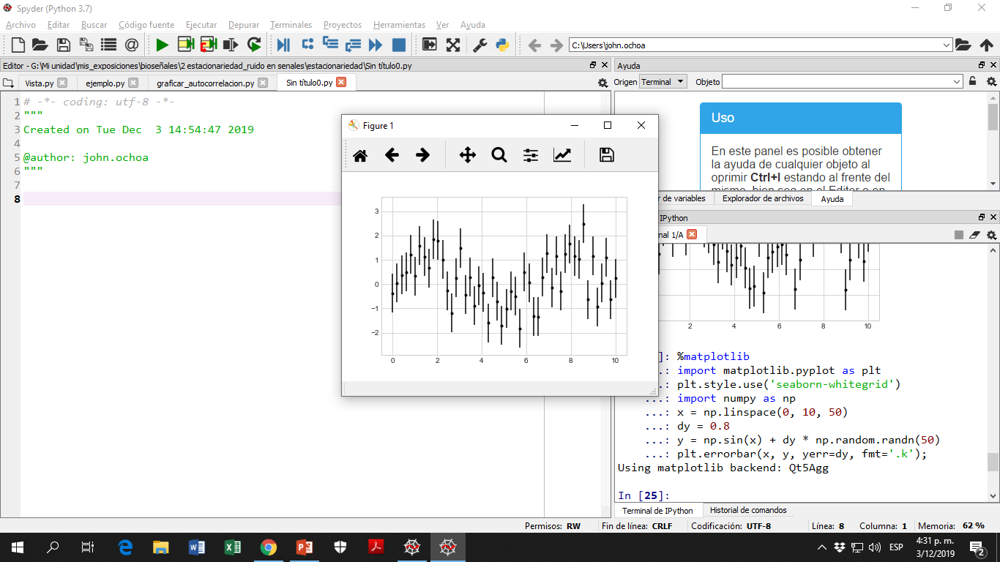 Spyder (Python 3.7)
Archivo Editar Buscar Código fuente Ejecutar Depurar Terminales Proyectos Herramientas Ver Ayuda
C:\Users\john.ochoa
Editor - G:\Mi unidad\mis_exposiciones\bioseñales\2 estacionariedad_ruido en senales\estacionariedad\Sin título0.py
Vista.py ejemplo.py graficar_autocorrelacion.py Sin título0.py
1 # -*- coding: utf-8 -*-
2 """
3 Created on Tue Dec  3 14:54:47 2019
4
5 @author: john.ochoa
6 """
7
8
Figure 1
3
2
1
0
−1
−2
0 2 4 6 8 10
Ayuda
Origen Terminal Objeto
Uso
En este panel es posible obtener
la ayuda de cualquier objeto al
oprimir Ctrl+I estando al frente del
mismo, bien sea en el Editor o en
r de variables Explorador de archivos Ayuda
IPython
nal 1/A
2 4 6 8 10
]: %matplotlib
.: import matplotlib.pyplot as plt
.: plt.style.use('seaborn-whitegrid')
...: import numpy as np
...: x = np.linspace(0, 10, 50)
...: dy = 0.8
...: y = np.sin(x) + dy * np.random.randn(50)
...: plt.errorbar(x, y, yerr=dy, fmt='.k');
Using matplotlib backend: Qt5Agg
In [25]:
Terminal de IPython Historial de comandos
Permisos: RW Fin de línea: CRLF Codificación: UTF-8 Línea: 8 Columna: 1 Memoria: 62 %
ESP
4:31 p. m.
3/12/2019
2